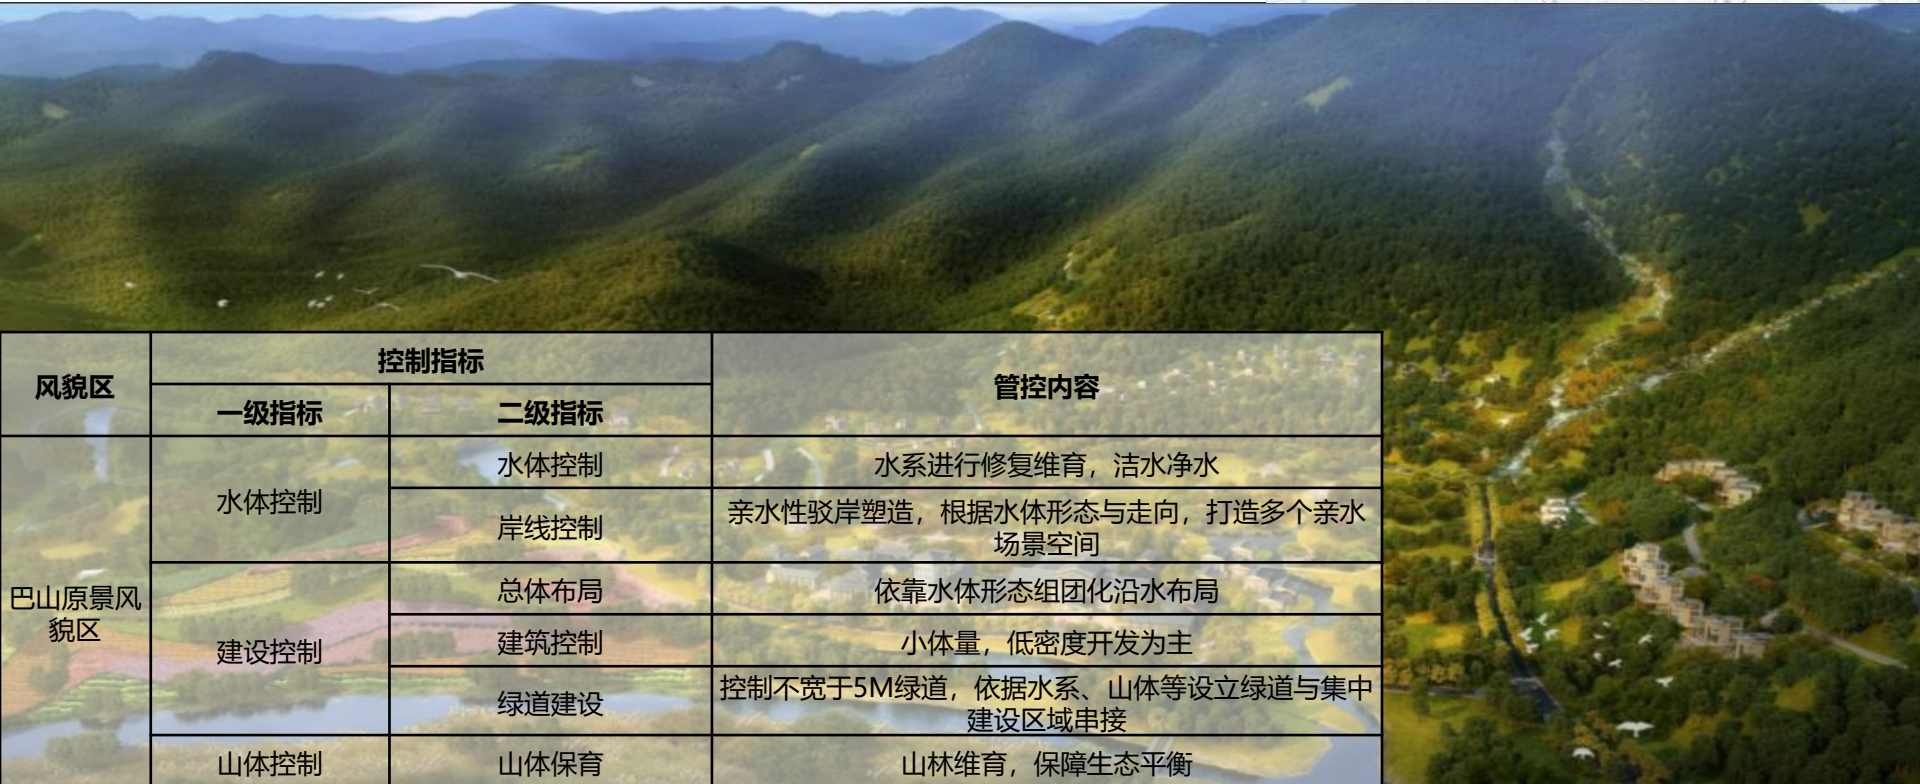 风貌区
控制指标
管控内容
一级指标
二级指标
巴山原景风
貌区
水体控制
水体控制
水系进行修复维育，洁水净水
岸线控制
亲水性驳岸塑造，根据水体形态与走向，打造多个亲水
场景空间
建设控制
总体布局
依靠水体形态组团化沿水布局
建筑控制
小体量，低密度开发为主
绿道建设
控制不宽于5M绿道，依据水系、山体等设立绿道与集中
建设区域串接
山体控制
山体保育
山林维育，保障生态平衡